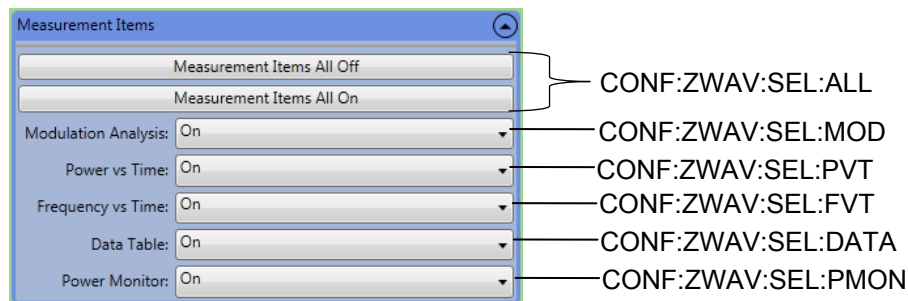 Measurement Items
Measurement Items All Off
Measurement Items All On
CONF:ZWAV:SEL:ALL
Modulation Analysis: On CONF:ZWAV:SEL:MOD
Power vs Time: On CONF:ZWAV:SEL:PVT
Frequency vs Time: On CONF:ZWAV:SEL:FVT
Data Table: On CONF:ZWAV:SEL:DATA
Power Monitor: On CONF:ZWAV:SEL:PMON